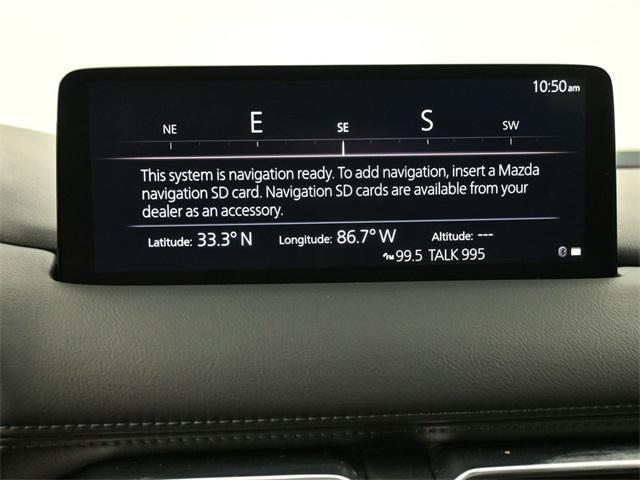 10:50am
NE E SE S SW
This system is navigation ready. To add navigation, insert a Mazda
navigation SD card. Navigation SD cards are available from your
dealer as an accessory.
Latitude: 33.3° N Longitude: 86.7° W Altitude: ---
FM 99.5 TALK 995